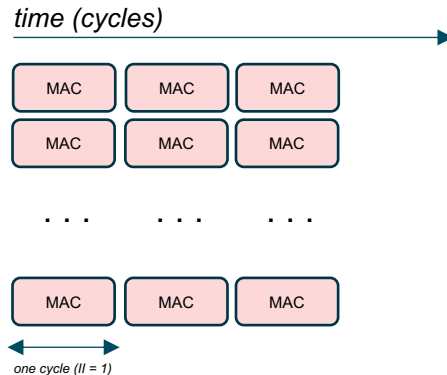 time (cycles)
MAC MAC MAC
MAC MAC MAC
. . . . . . . . .
MAC MAC MAC
one cycle (II = 1)